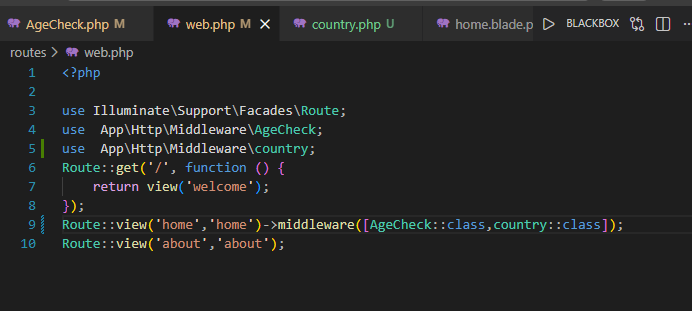 AgeCheck.php M web.php M country.php U home.blade.p BLACKBOX
routes > web.php
1 <?php
2
3 use Illuminate\Support\Facades\Route;
4 use  App\Http\Middleware\AgeCheck;
5 use  App\Http\Middleware\country;
6 Route::get('/', function () {
7     return view('welcome');
8 });
9 Route::view('home','home')->middleware([AgeCheck::class,country::class]);
10 Route::view('about','about');